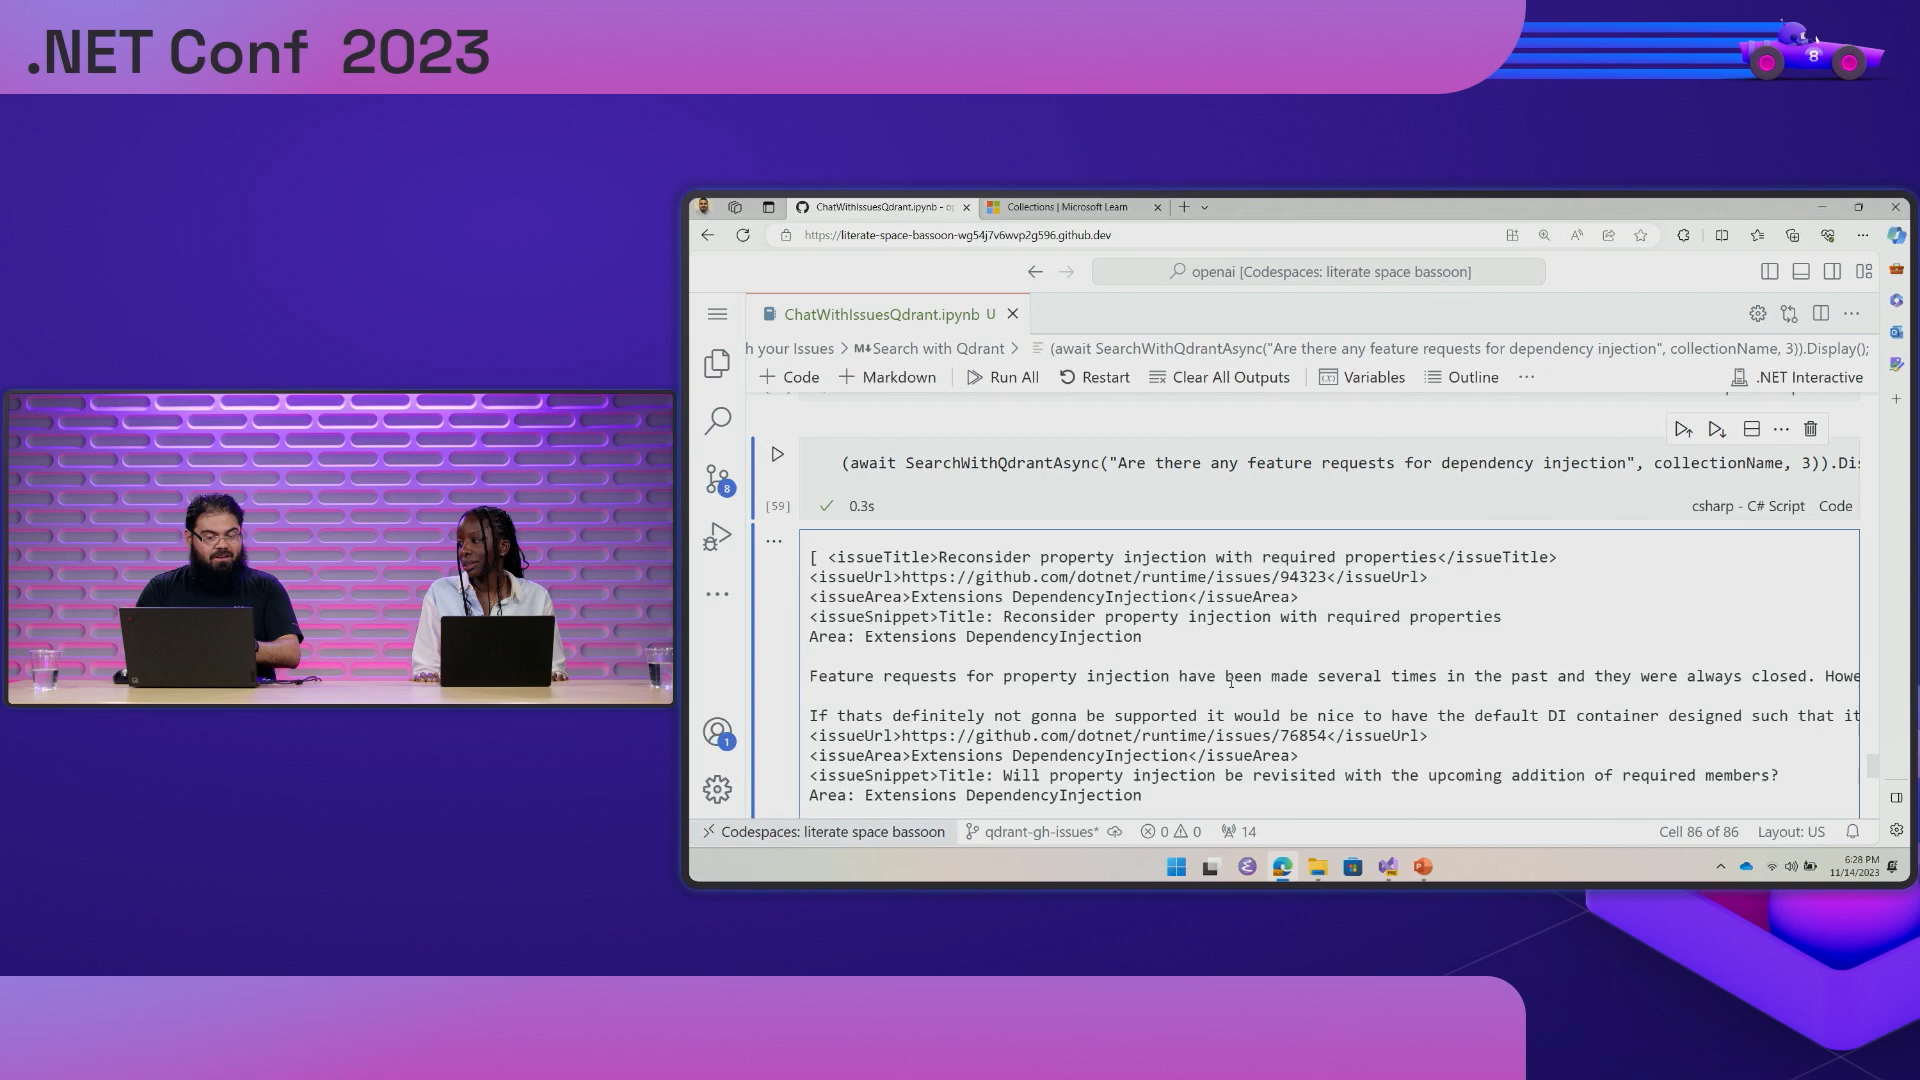 .NET Conf 2023
8
ChatWithIssuesQdrant.ipynb - o
Collections | Microsoft Learn
https://literate-space-bassoon-wg54j7v6wvp2g596.github.dev
openai [Codespaces: literate space bassoon]
ChatWithIssuesQdrant.ipynb U
h your Issues > M↓Search with Qdrant > (await SearchWithQdrantAsync("Are there any feature requests for dependency injection", collectionName, 3)).Display();
+ Code + Markdown Run All Restart Clear All Outputs Variables Outline ... .NET Interactive
(await SearchWithQdrantAsync("Are there any feature requests for dependency injection", collectionName, 3)).Dis
8
[59] ✓ 0.3s csharp - C# Script Code
[ <issueTitle>Reconsider property injection with required properties</issueTitle>
<issueUrl>https://github.com/dotnet/runtime/issues/94323</issueUrl>
<issueArea>Extensions DependencyInjection</issueArea>
<issueSnippet>Title: Reconsider property injection with required properties
Area: Extensions DependencyInjection
Feature requests for property injection have been made several times in the past and they were always closed. Howe
If thats definitely not gonna be supported it would be nice to have the default DI container designed such that it
<issueUrl>https://github.com/dotnet/runtime/issues/76854</issueUrl>
<issueArea>Extensions DependencyInjection</issueArea>
<issueSnippet>Title: Will property injection be revisited with the upcoming addition of required members?
Area: Extensions DependencyInjection
1
Codespaces: literate space bassoon qdrant-gh-issues* 0 0 14 Cell 86 of 86 Layout: US
6:28 PM
11/14/2023